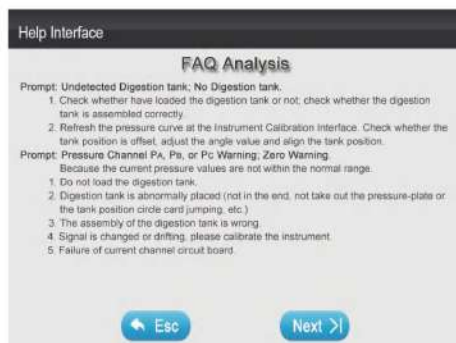 Help Interface
FAQ Analysis
Prompt: Undetected Digestion tank; No Digestion tank.
1. Check whether have loaded the digestion tank or not; check whether the digestion
tank is assembled correctly.
2. Refresh the pressure curve at the Instrument Calibration Interface. Check whether the
tank position is offset, adjust the angle value and align the tank position.
Prompt: Pressure Channel PA, PB, or Pc Warning; Zero Warning.
Because the current pressure values are not within the normal range.
1. Do not load the digestion tank.
2. Digestion tank is abnormally placed (not in the end, not take out the pressure-plate or
the tank position circle card jumping, etc.)
3. The assembly of the digestion tank is wrong.
4. Signal is changed or drifting, please calibrate the instrument.
5. Failure of current channel circuit board.
Esc
Next